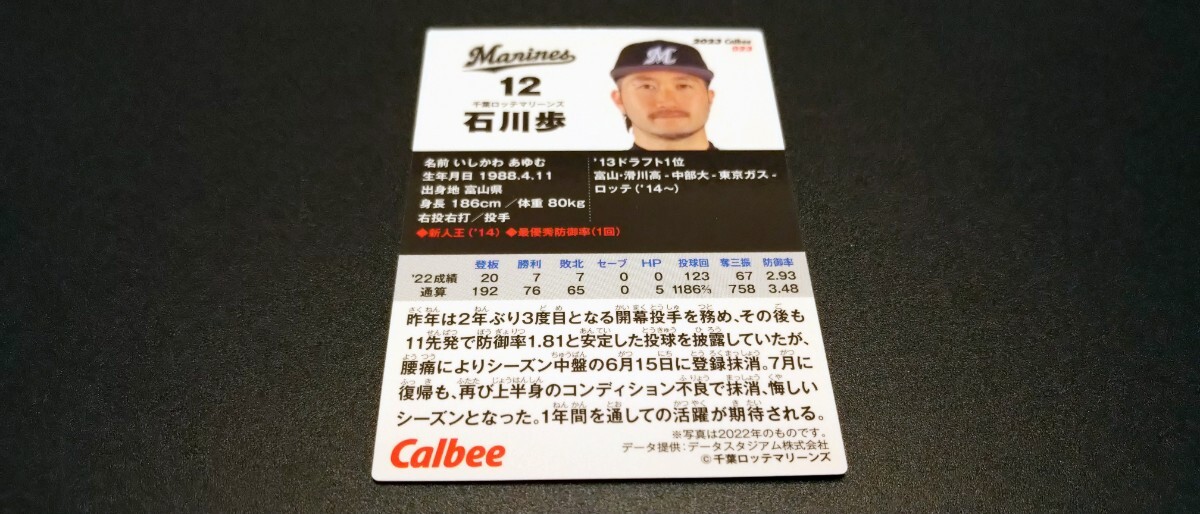 Marines
12
千葉ロッテマリーンズ
石川歩
2023 Calbee
023
名前 いしかわ あゆむ
生年月日 1988.4.11
出身地 富山県
身長 186cm/体重 80kg
右投右打/投手
'13ドラフト1位
富山・滑川高-中部大-東京ガス-
ロッテ('14～)
◆新人王('14) ◆最優秀防御率(1回)
登板 勝利 敗北 セーブ HP 投球回 奪三振 防御率
'22成績 20 7 7 0 0 123 67 2.93
通算 192 76 65 0 5 1186⅔ 758 3.48
昨年は2年ぶり3度目となる開幕投手を務め、その後も
11先発で防御率1.81と安定した投球を披露していたが、
腰痛によりシーズン中盤の6月15日に登録抹消。7月に
復帰も、再び上半身のコンディション不良で抹消、悔しい
シーズンとなった。1年間を通しての活躍が期待される。
※写真は2022年のものです。
データ提供:データスタジアム株式会社
©千葉ロッテマリーンズ
Calbee